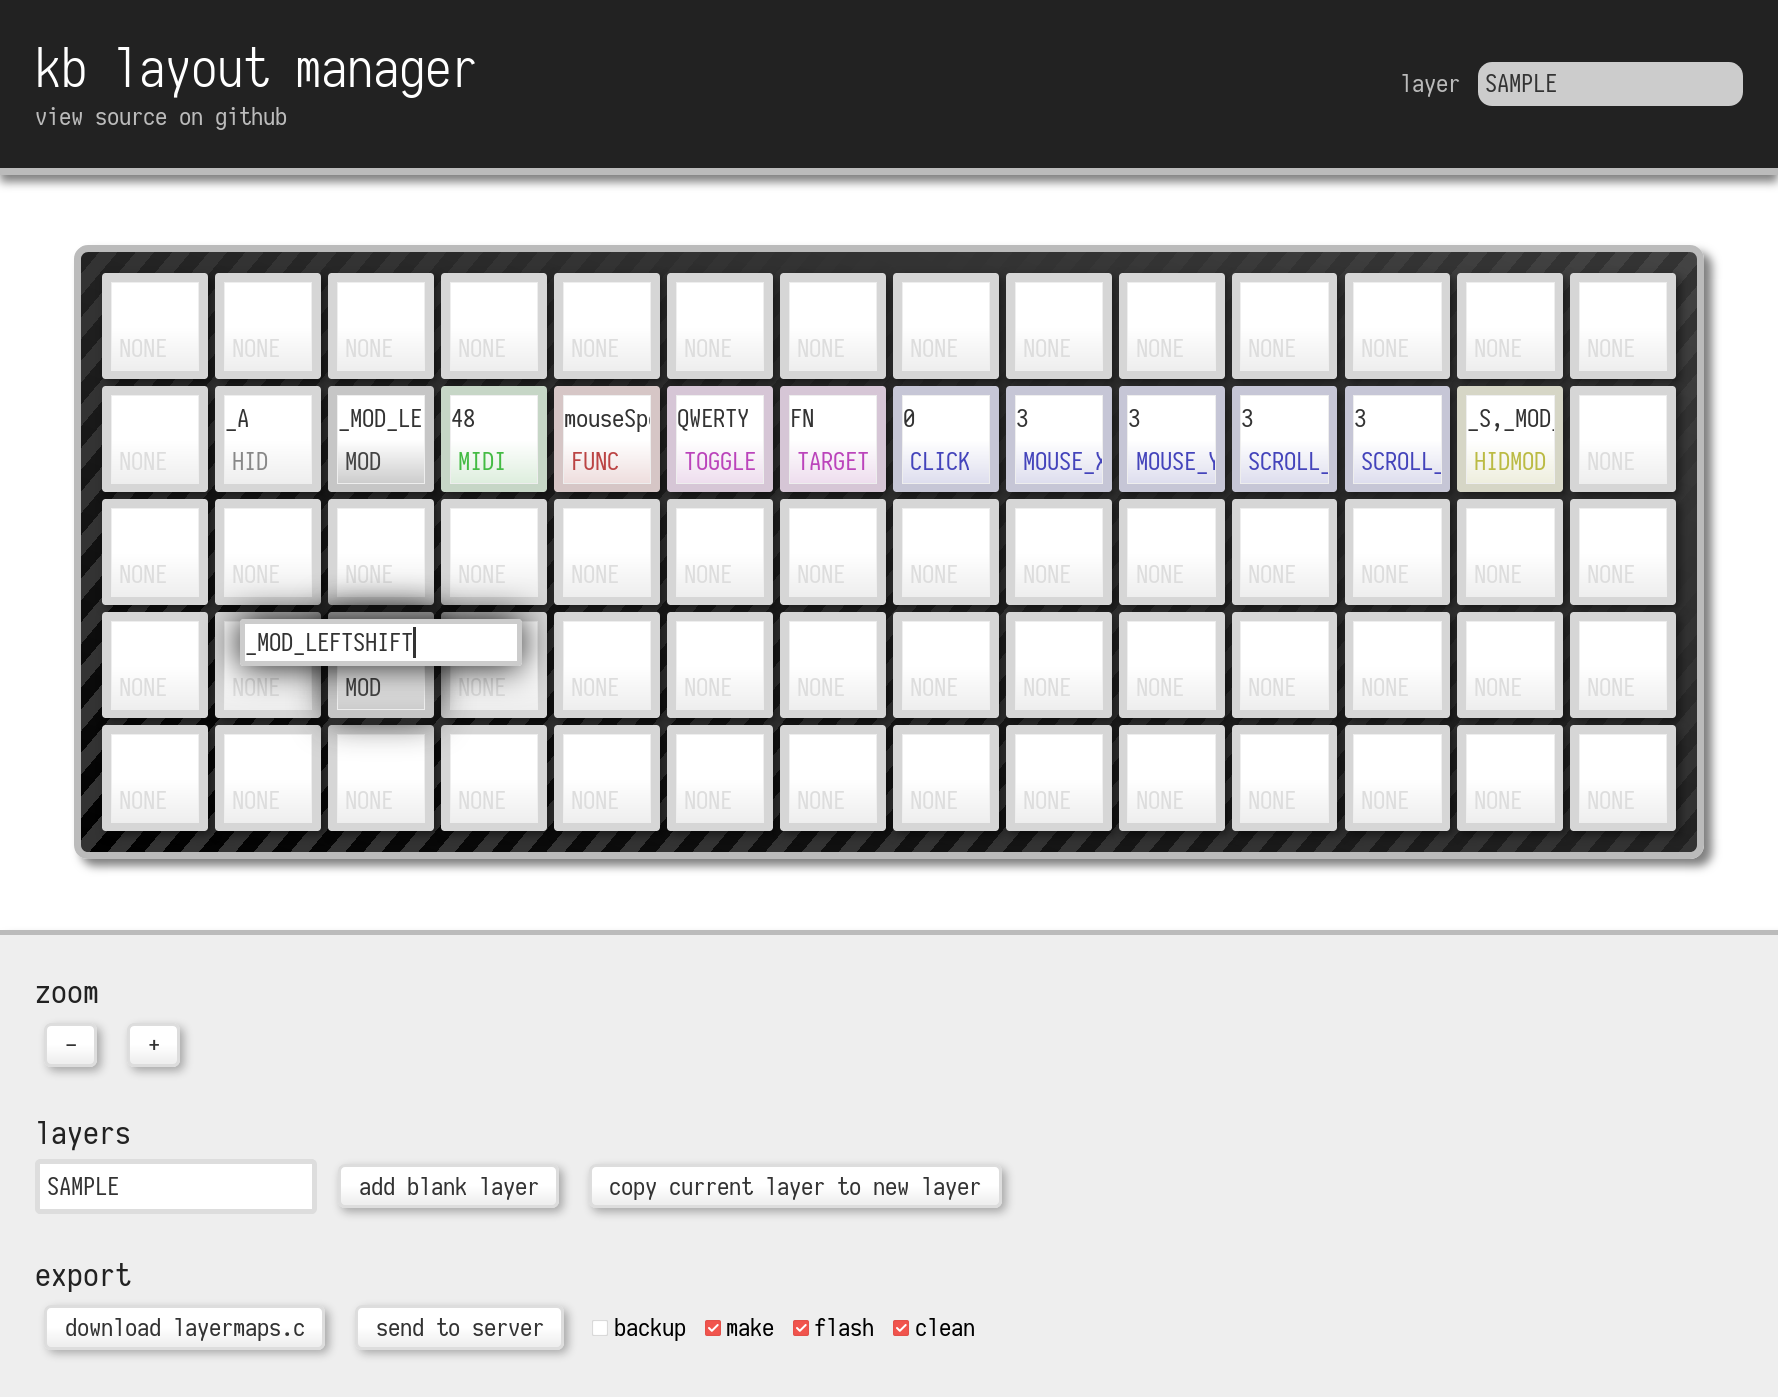 kb layout manager
view source on github
layer SAMPLE
NONE NONE NONE NONE NONE NONE NONE NONE NONE NONE NONE NONE NONE NONE
_A _MOD_LE 48 mouseSp QWERTY FN 0 3 3 3 3 _S,_MOD_
NONE HID MOD MIDI FUNC TOGGLE TARGET CLICK MOUSE_X MOUSE_Y SCROLL_ SCROLL_ HIDMOD NONE
NONE NONE NONE NONE NONE NONE NONE NONE NONE NONE NONE NONE NONE NONE
_MOD_LEFTSHIFT
NONE NONE MOD NONE NONE NONE NONE NONE NONE NONE NONE NONE NONE NONE
NONE NONE NONE NONE NONE NONE NONE NONE NONE NONE NONE NONE NONE NONE
zoom
- +
layers
SAMPLE add blank layer copy current layer to new layer
export
download layermaps.c send to server backup make flash clean